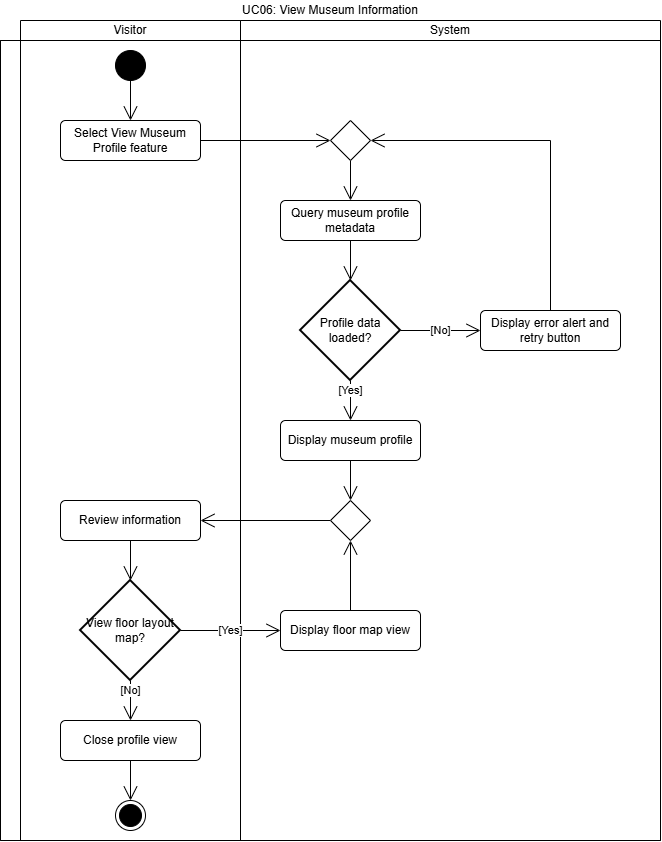 UC06: View Museum Information
Visitor
System
Select View Museum
Profile feature
Query museum profile
metadata
Profile data
loaded?
[No]
Display error alert and
retry button
[Yes]
Display museum profile
Review information
View floor layout
map?
[Yes]
Display floor map view
[No]
Close profile view